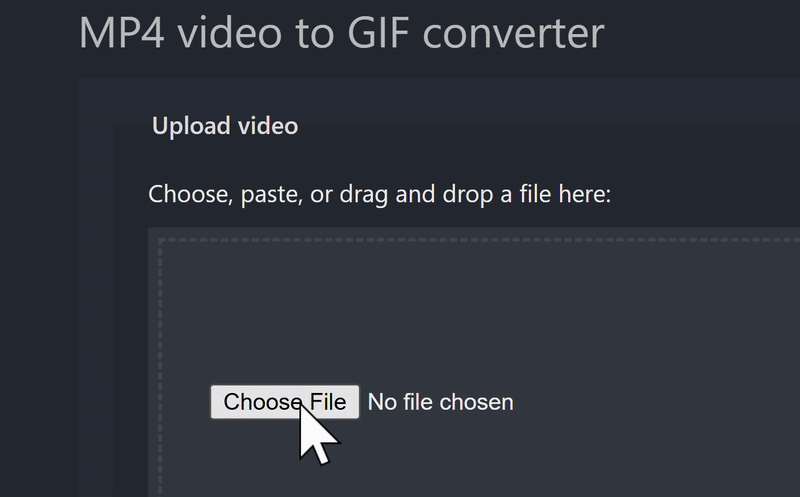 MP4 video to GIF converter
Upload video
Choose, paste, or drag and drop a file here:
Choose File No file chosen